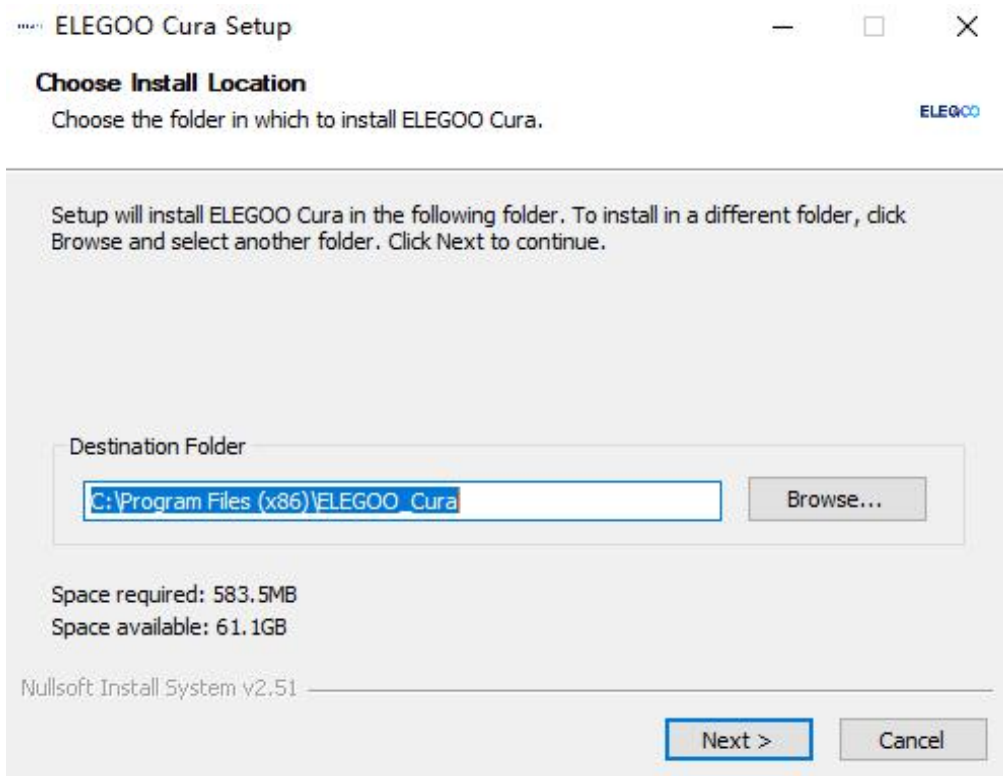 ELEGOO Cura Setup
Choose Install Location
Choose the folder in which to install ELEGOO Cura.
ELEGOO
Setup will install ELEGOO Cura in the following folder. To install in a different folder, click
Browse and select another folder. Click Next to continue.
Destination Folder
C:\Program Files (x86)\ELEGOO_Cura
Browse...
Space required: 583.5MB
Space available: 61.1GB
Nullsoft Install System v2.51
Next >
Cancel